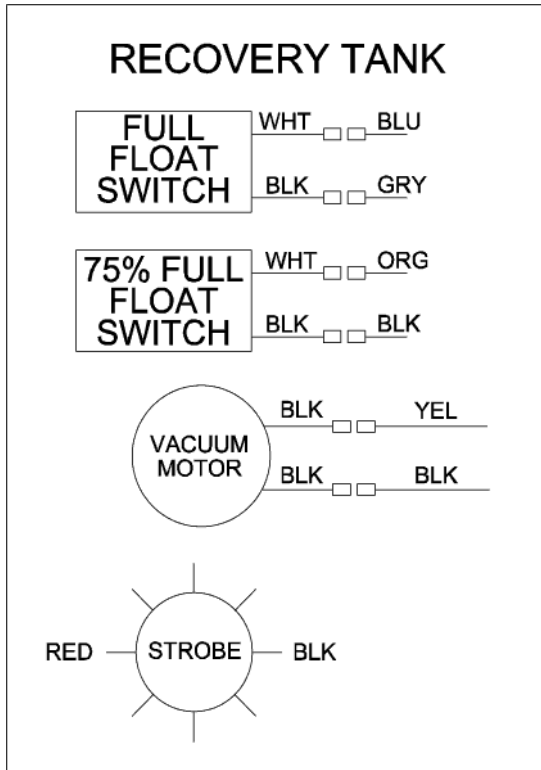 RECOVERY TANK
FULL
FLOAT
SWITCH
WHT BLU
BLK GRY
75% FULL
FLOAT
SWITCH
WHT ORG
BLK BLK
VACUUM
MOTOR
BLK YEL
BLK BLK
RED STROBE BLK